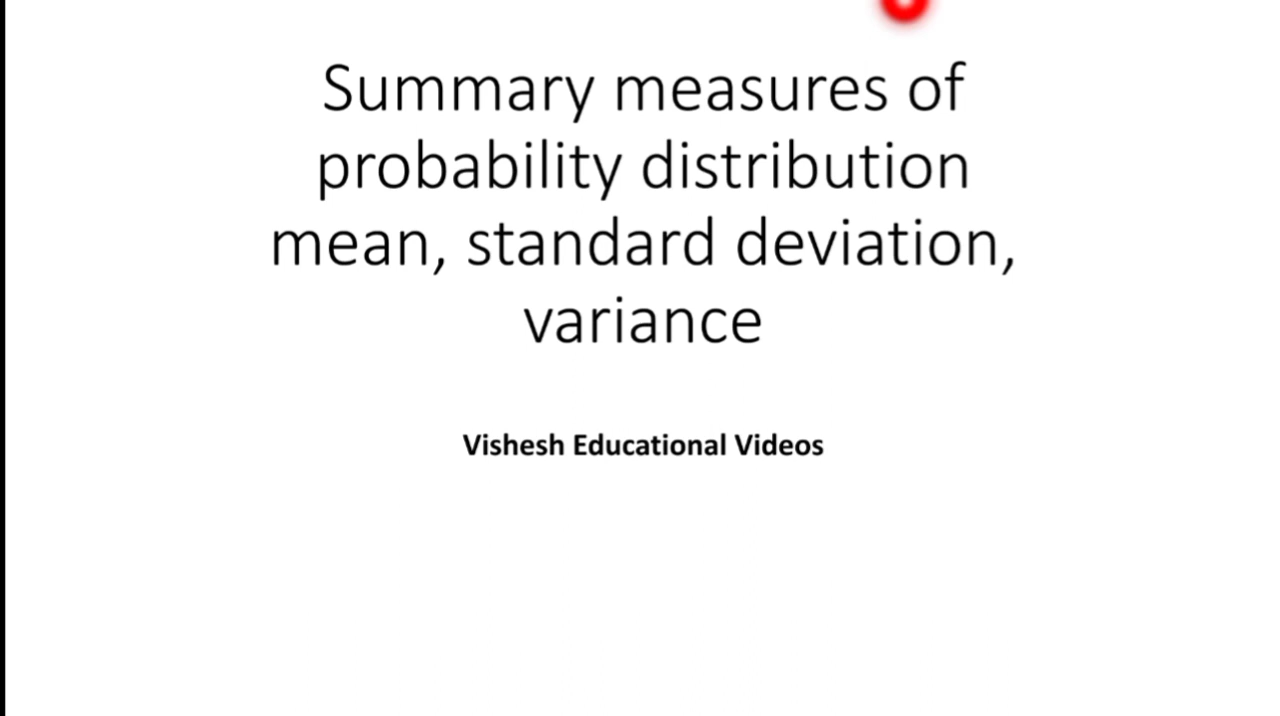 Summary measures of
probability distribution
mean, standard deviation,
variance
Vishesh Educational Videos